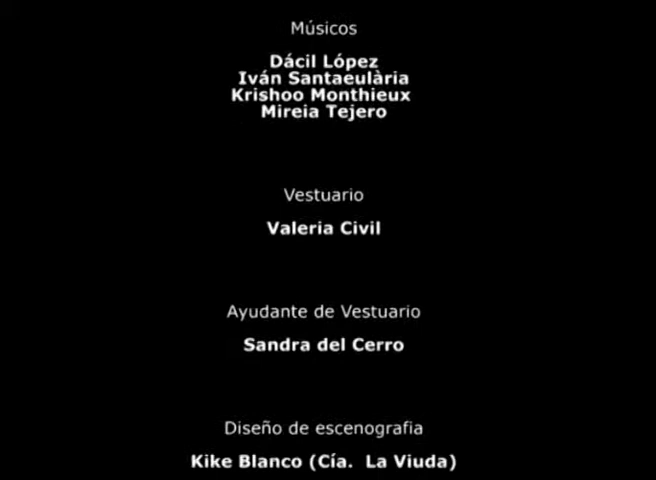 Músicos
Dácil López
Iván Santaeulària
Krishoo Monthieux
Mireia Tejero
Vestuario
Valeria Civil
Ayudante de Vestuario
Sandra del Cerro
Diseño de escenografia
Kike Blanco (Cía.  La Viuda)